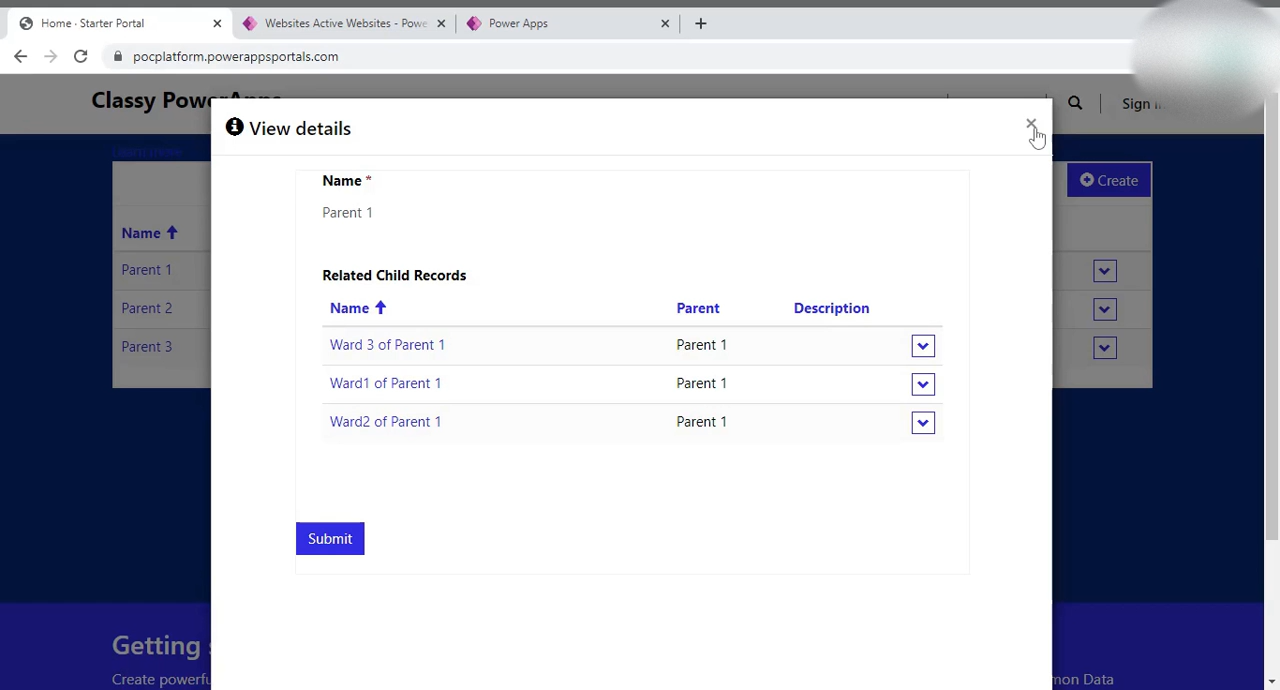 Home - Starter Portal
Websites Active Websites - Powe
Power Apps
pocplatform.powerappsportals.com
Classy PowerApps
Sign
View details
Name *
Parent 1
Related Child Records
Name Parent Description
Ward 3 of Parent 1 Parent 1
Ward1 of Parent 1 Parent 1
Ward2 of Parent 1 Parent 1
Submit
Create
Name
Parent 1
Parent 2
Parent 3
Getting
Create powerfu
mon Data